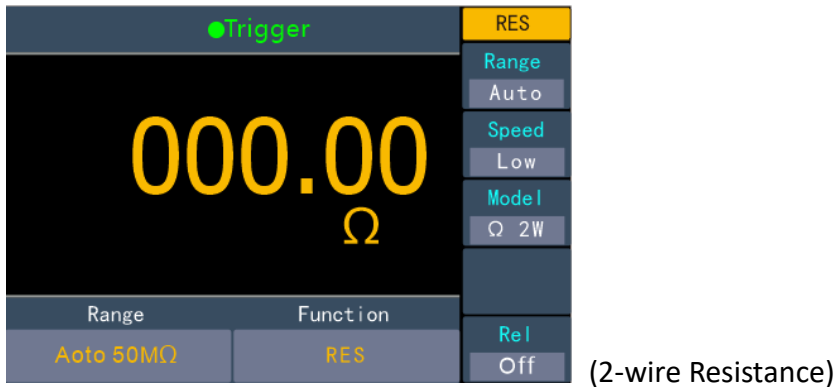 ●Trigger
000.00
Ω
Range
Function
Aoto 50MΩ
RES
RES
Range
Auto
Speed
Low
Model
Ω 2W
Rel
Off
(2-wire Resistance)